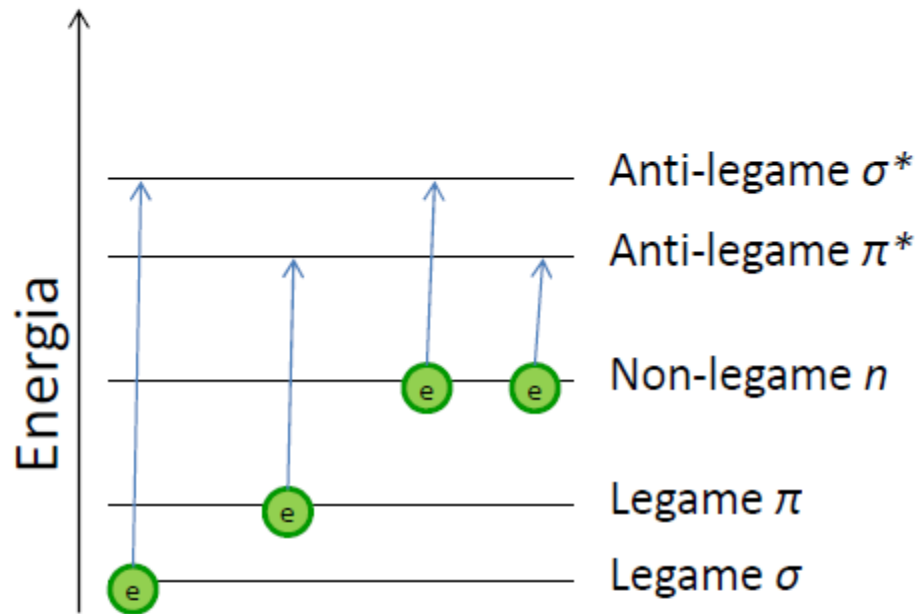 Energia
Anti-legame σ*
Anti-legame π*
Non-legame n
Legame π
Legame σ
e
e
e
e